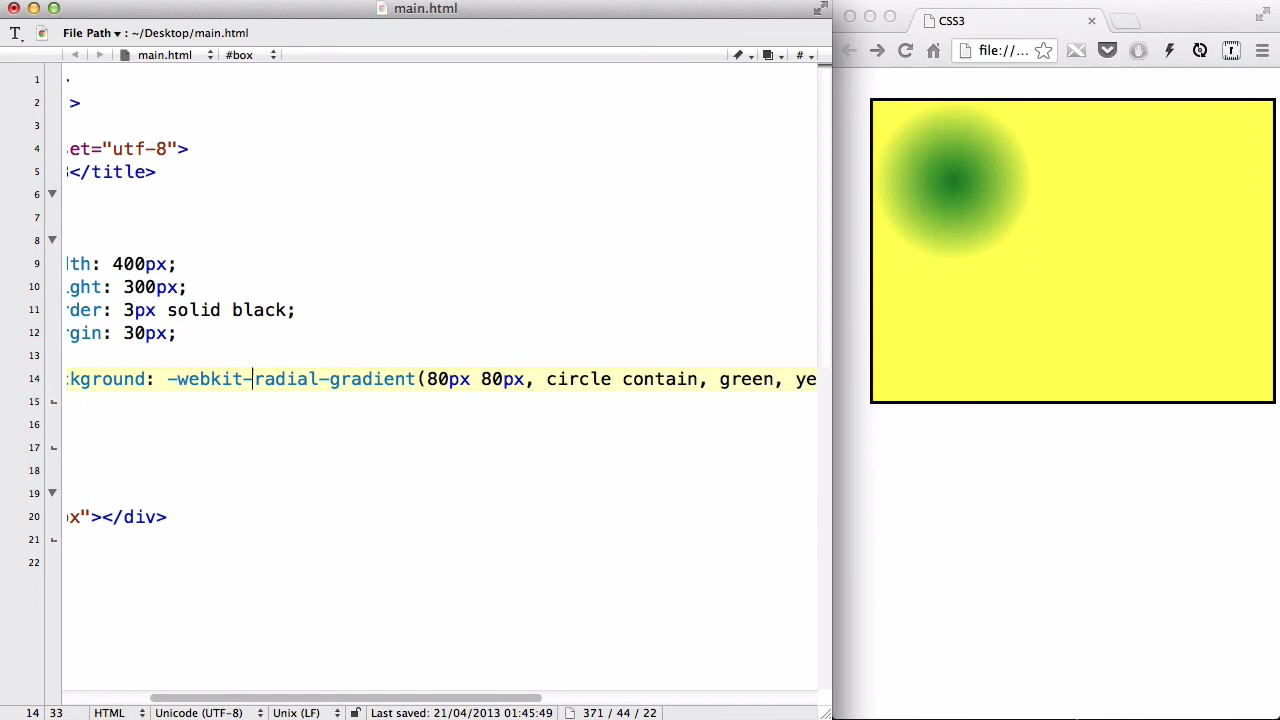 main.html
File Path ▾ : ~/Desktop/main.html
main.html #box #
1 .
2 >
3
4 et="utf-8">
5 </title>
6
7
8
9 dth: 400px;
10 ght: 300px;
11 rder: 3px solid black;
12 rgin: 30px;
13
14 kground: -webkit-radial-gradient(80px 80px, circle contain, green, ye
15
16
17
18
19
20 x"></div>
21
22
14 33 HTML Unicode (UTF-8) Unix (LF) Last saved: 21/04/2013 01:45:49 371 / 44 / 22
CSS3
file://...